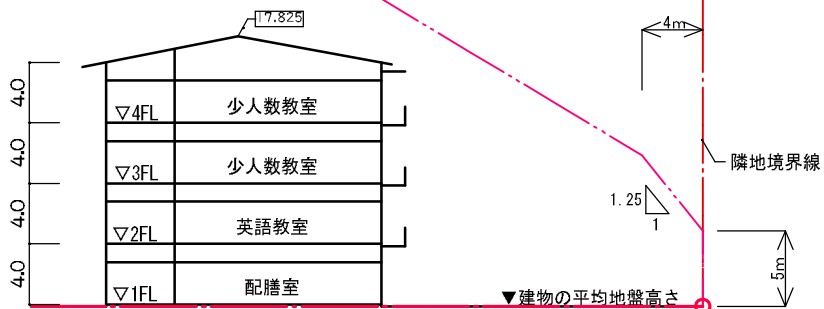 17.825
4m
4.0
▽4FL 少人数教室
4.0
▽3FL 少人数教室
隣地境界線
1.25
1
4.0
▽2FL 英語教室
4.0
▽1FL 配膳室
▼建物の平均地盤高さ
5m